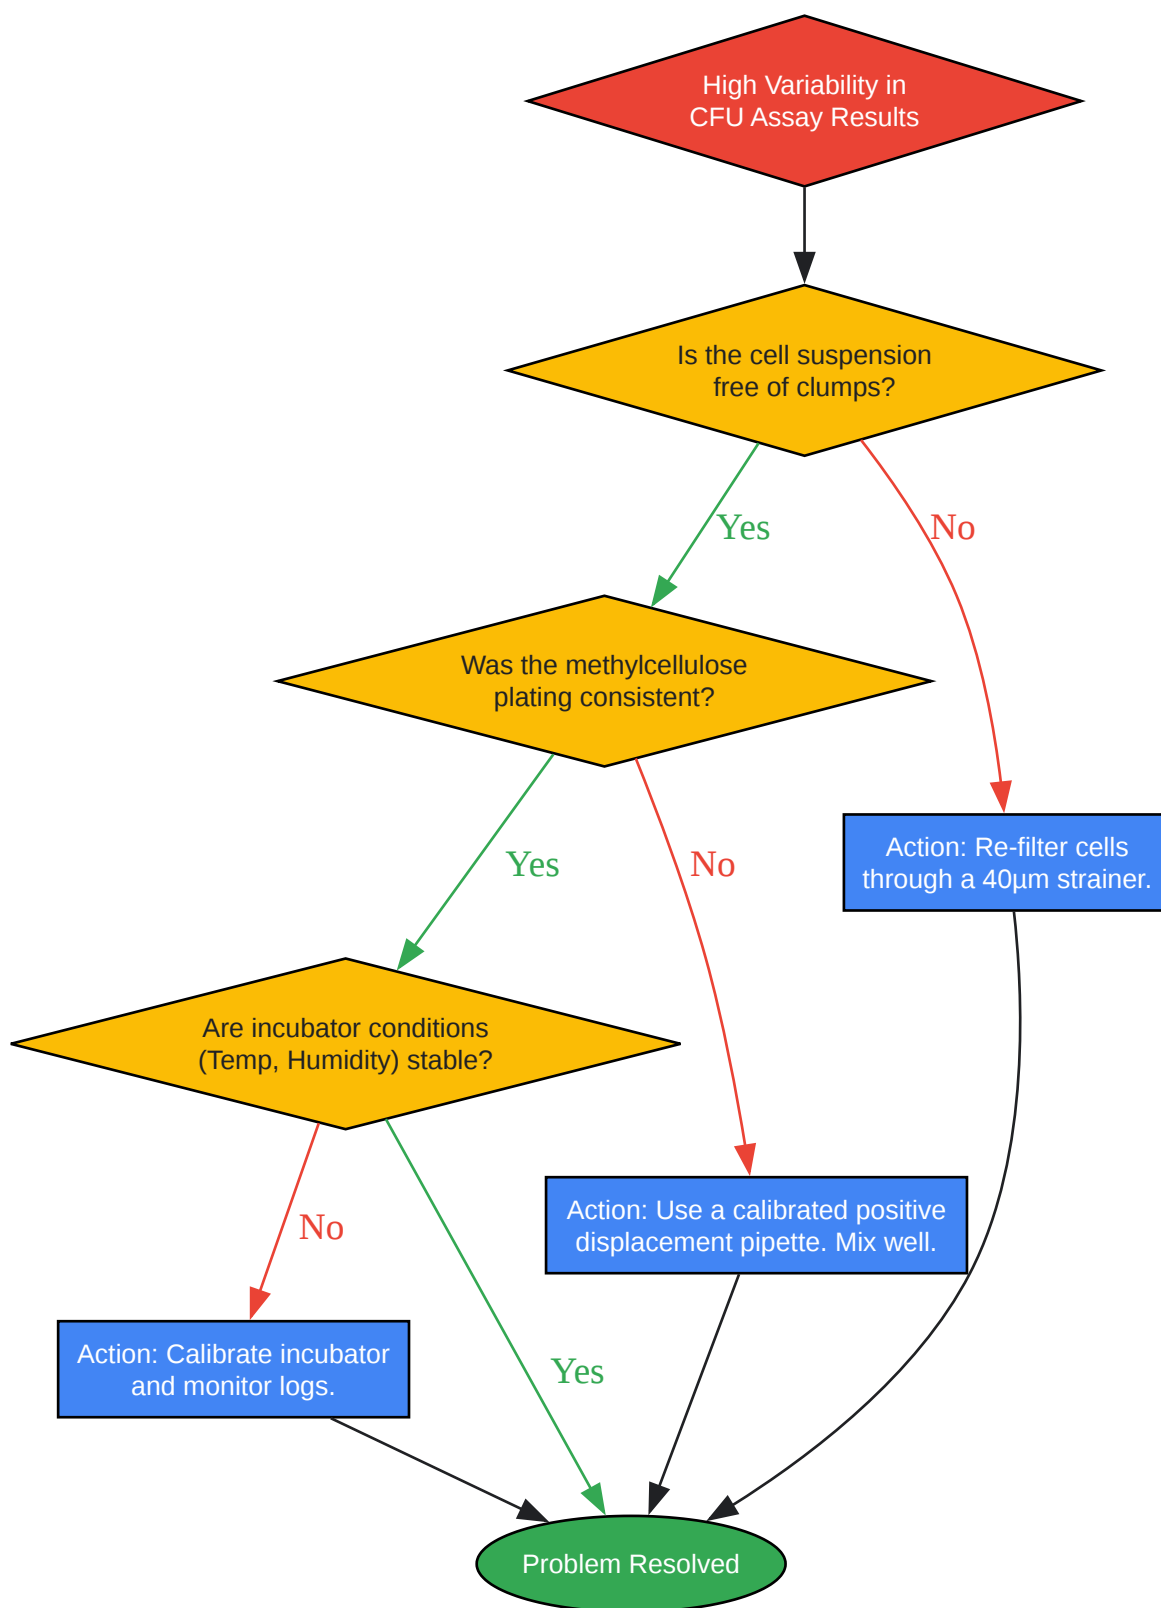 High Variability in
CFU Assay Results
Is the cell suspension
free of clumps?
Yes
No
Was the methylcellulose
plating consistent?
Yes
No
Action: Re-filter cells
through a 40µm strainer.
Are incubator conditions
(Temp, Humidity) stable?
No
Action: Use a calibrated positive
displacement pipette. Mix well.
Action: Calibrate incubator
and monitor logs.
Yes
Problem Resolved